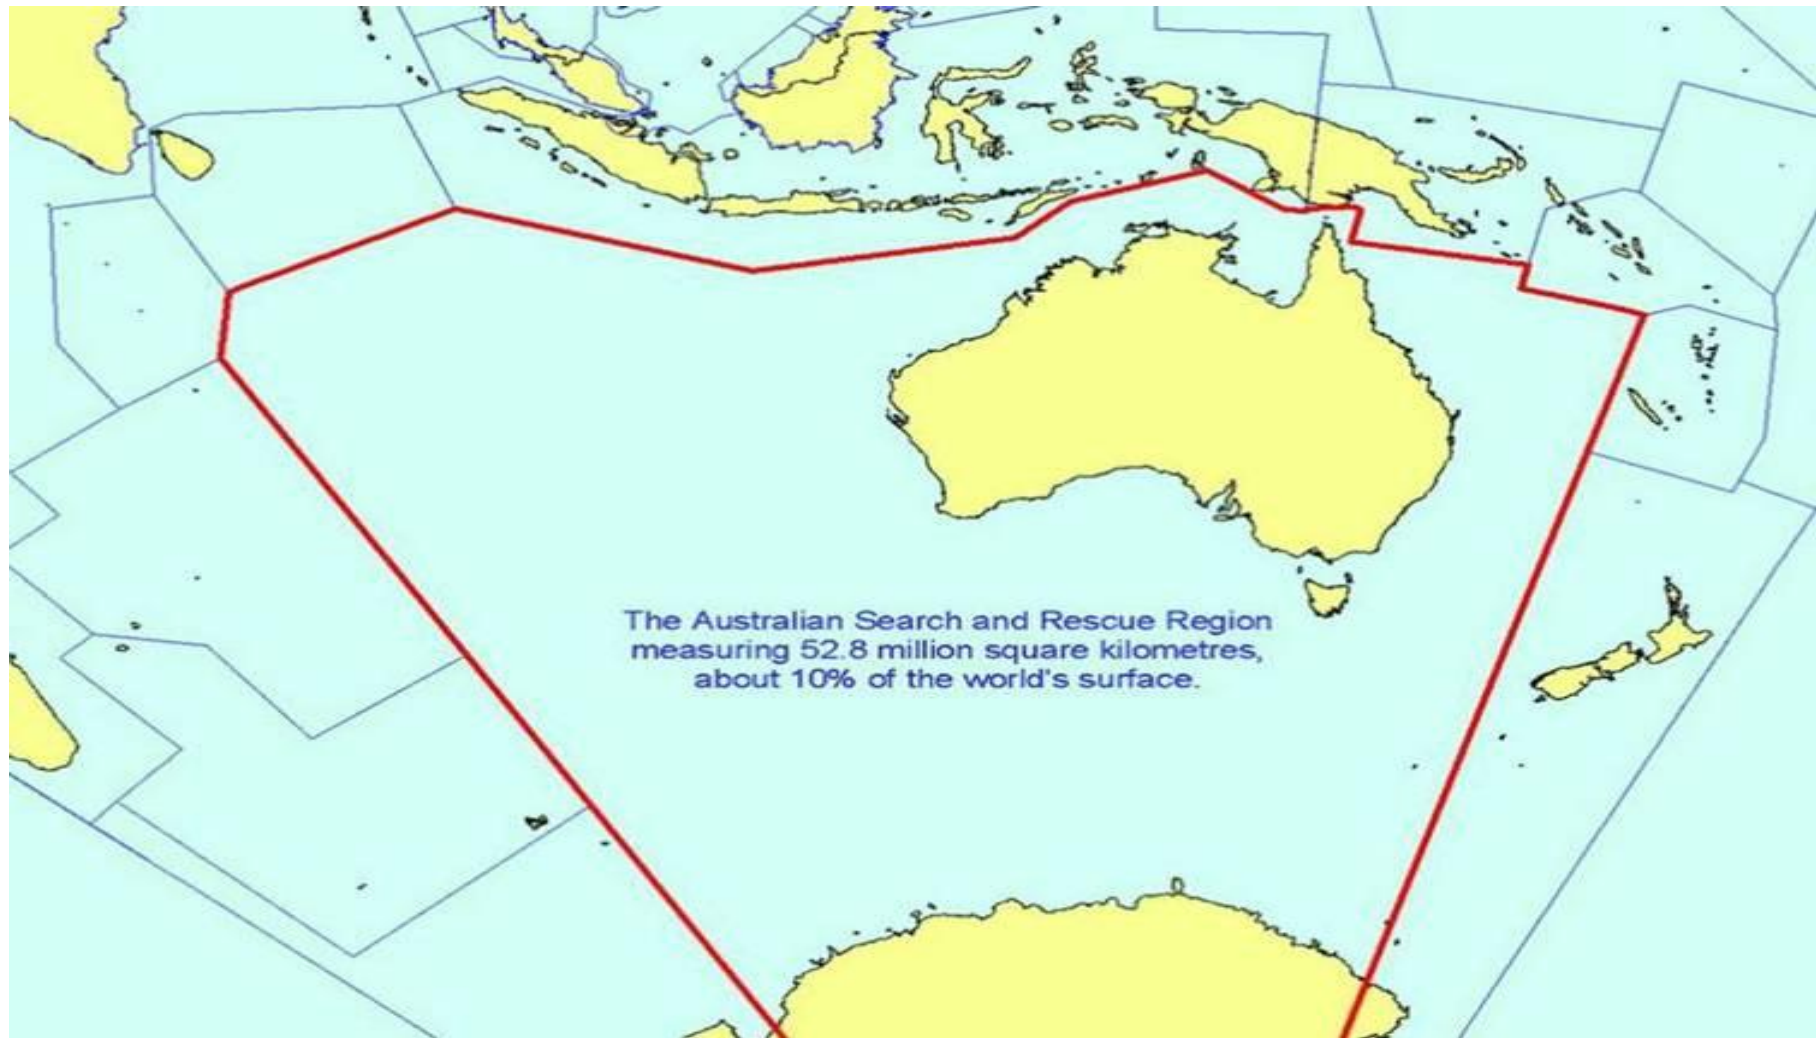 The Australian Search and Rescue Region
measuring 52.8 million square kilometres,
about 10% of the world's surface.